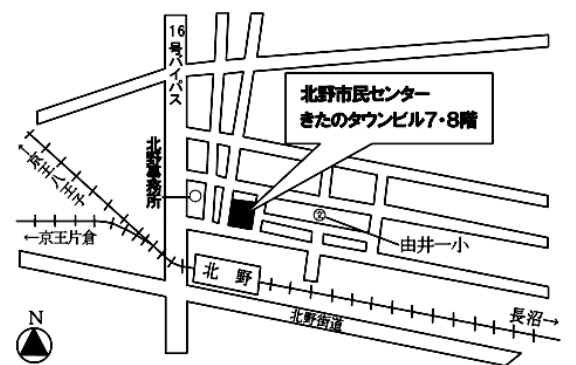 16号バイパス
北野市民センター
きたのタウンビル7・8階
京王八王子
北野事務所
文
←京王片倉
由井一小
北野
長沼→
北野街道
N